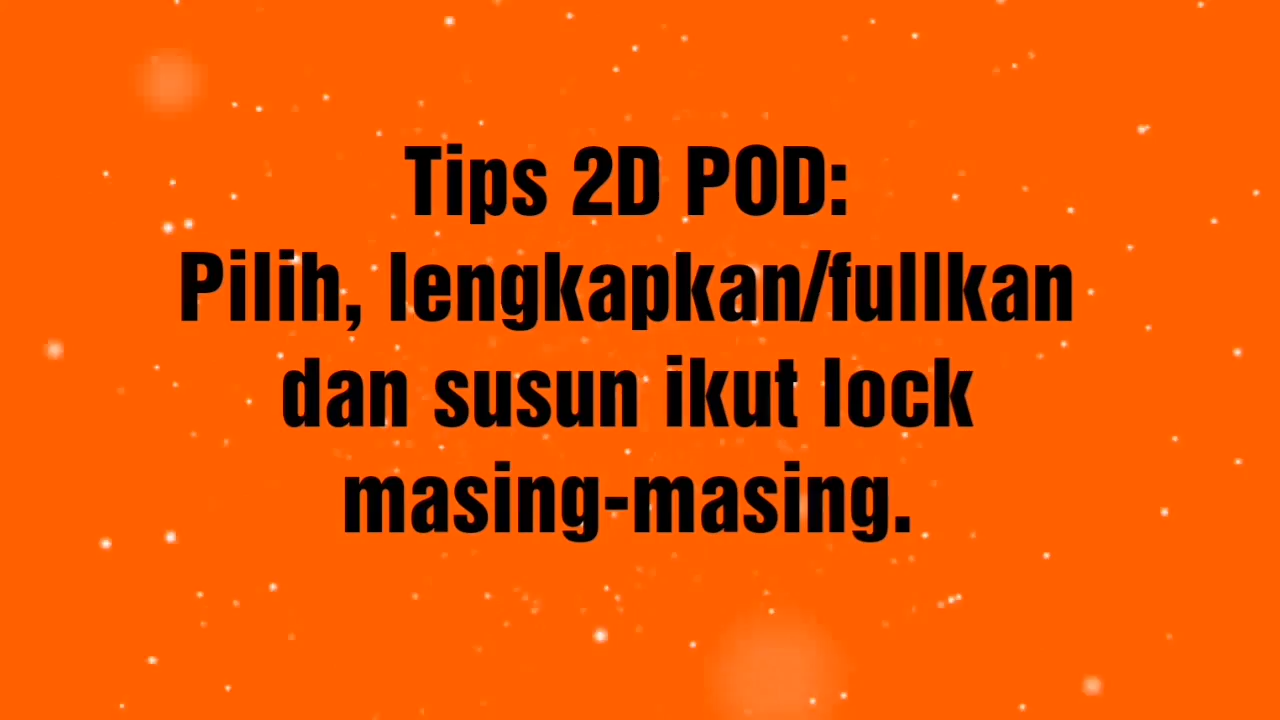 Tips 2D POD:
Pilih, lengkapkan/fullkan
dan susun ikut lock
masing-masing.